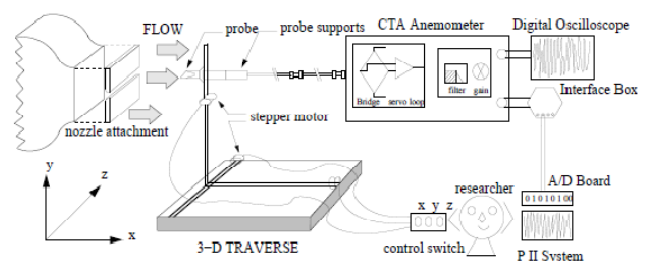 FLOW
probe
probe supports
CTA Anemometer
Digital Oscilloscope
Bridge
servo loop
filter
gain
Interface Box
nozzle attachment
stepper motor
y
z
x
3-D TRAVERSE
x y z
control switch
researcher
A/D Board
01010100
P II System